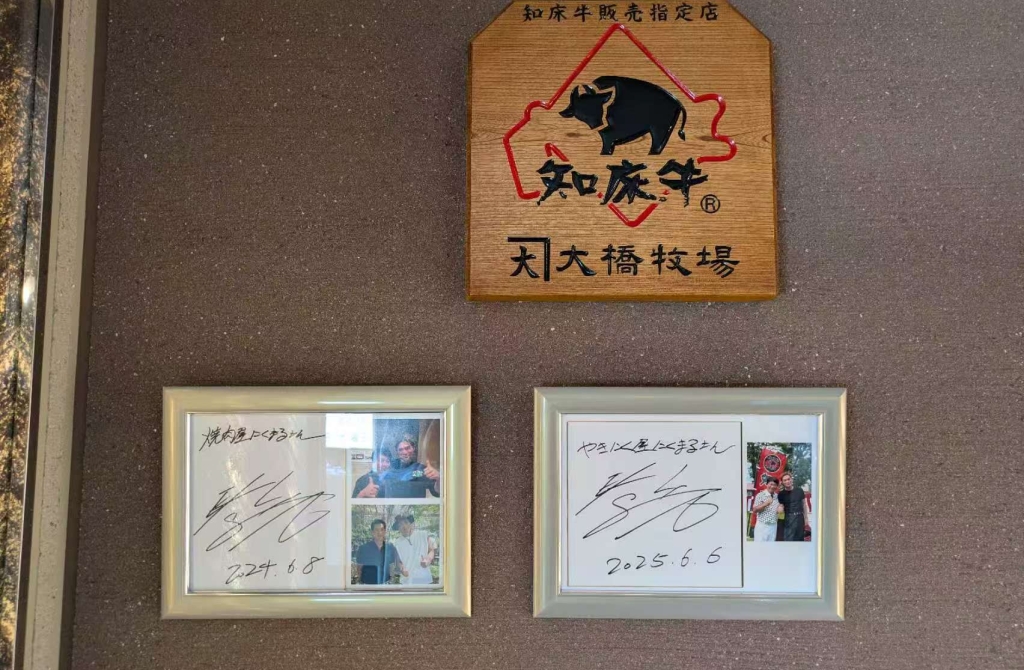 知床牛販売指定店
知床牛®
大 大橋牧場
焼肉屋にくまるさん
2024.6.8
やきにく屋にくまるさん
2025.6.6